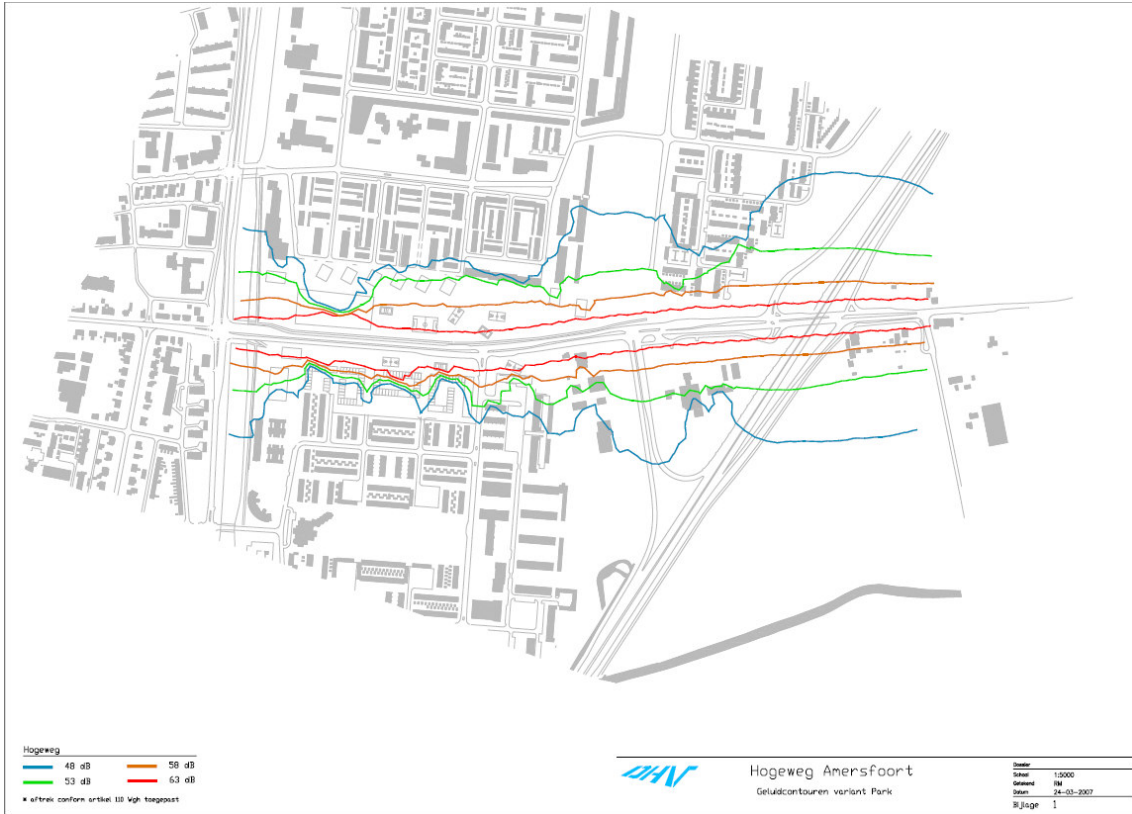 Hogeweg
48 dB
58 dB
53 dB
63 dB
* aftrek conform artikel 110 Wgh toegepast
DHV
Hogeweg Amersfoort
Geluidcontouren variant Park
Dossier
Schaal 1:5000
Getekend RM
Datum 24-03-2007
Bijlage 1